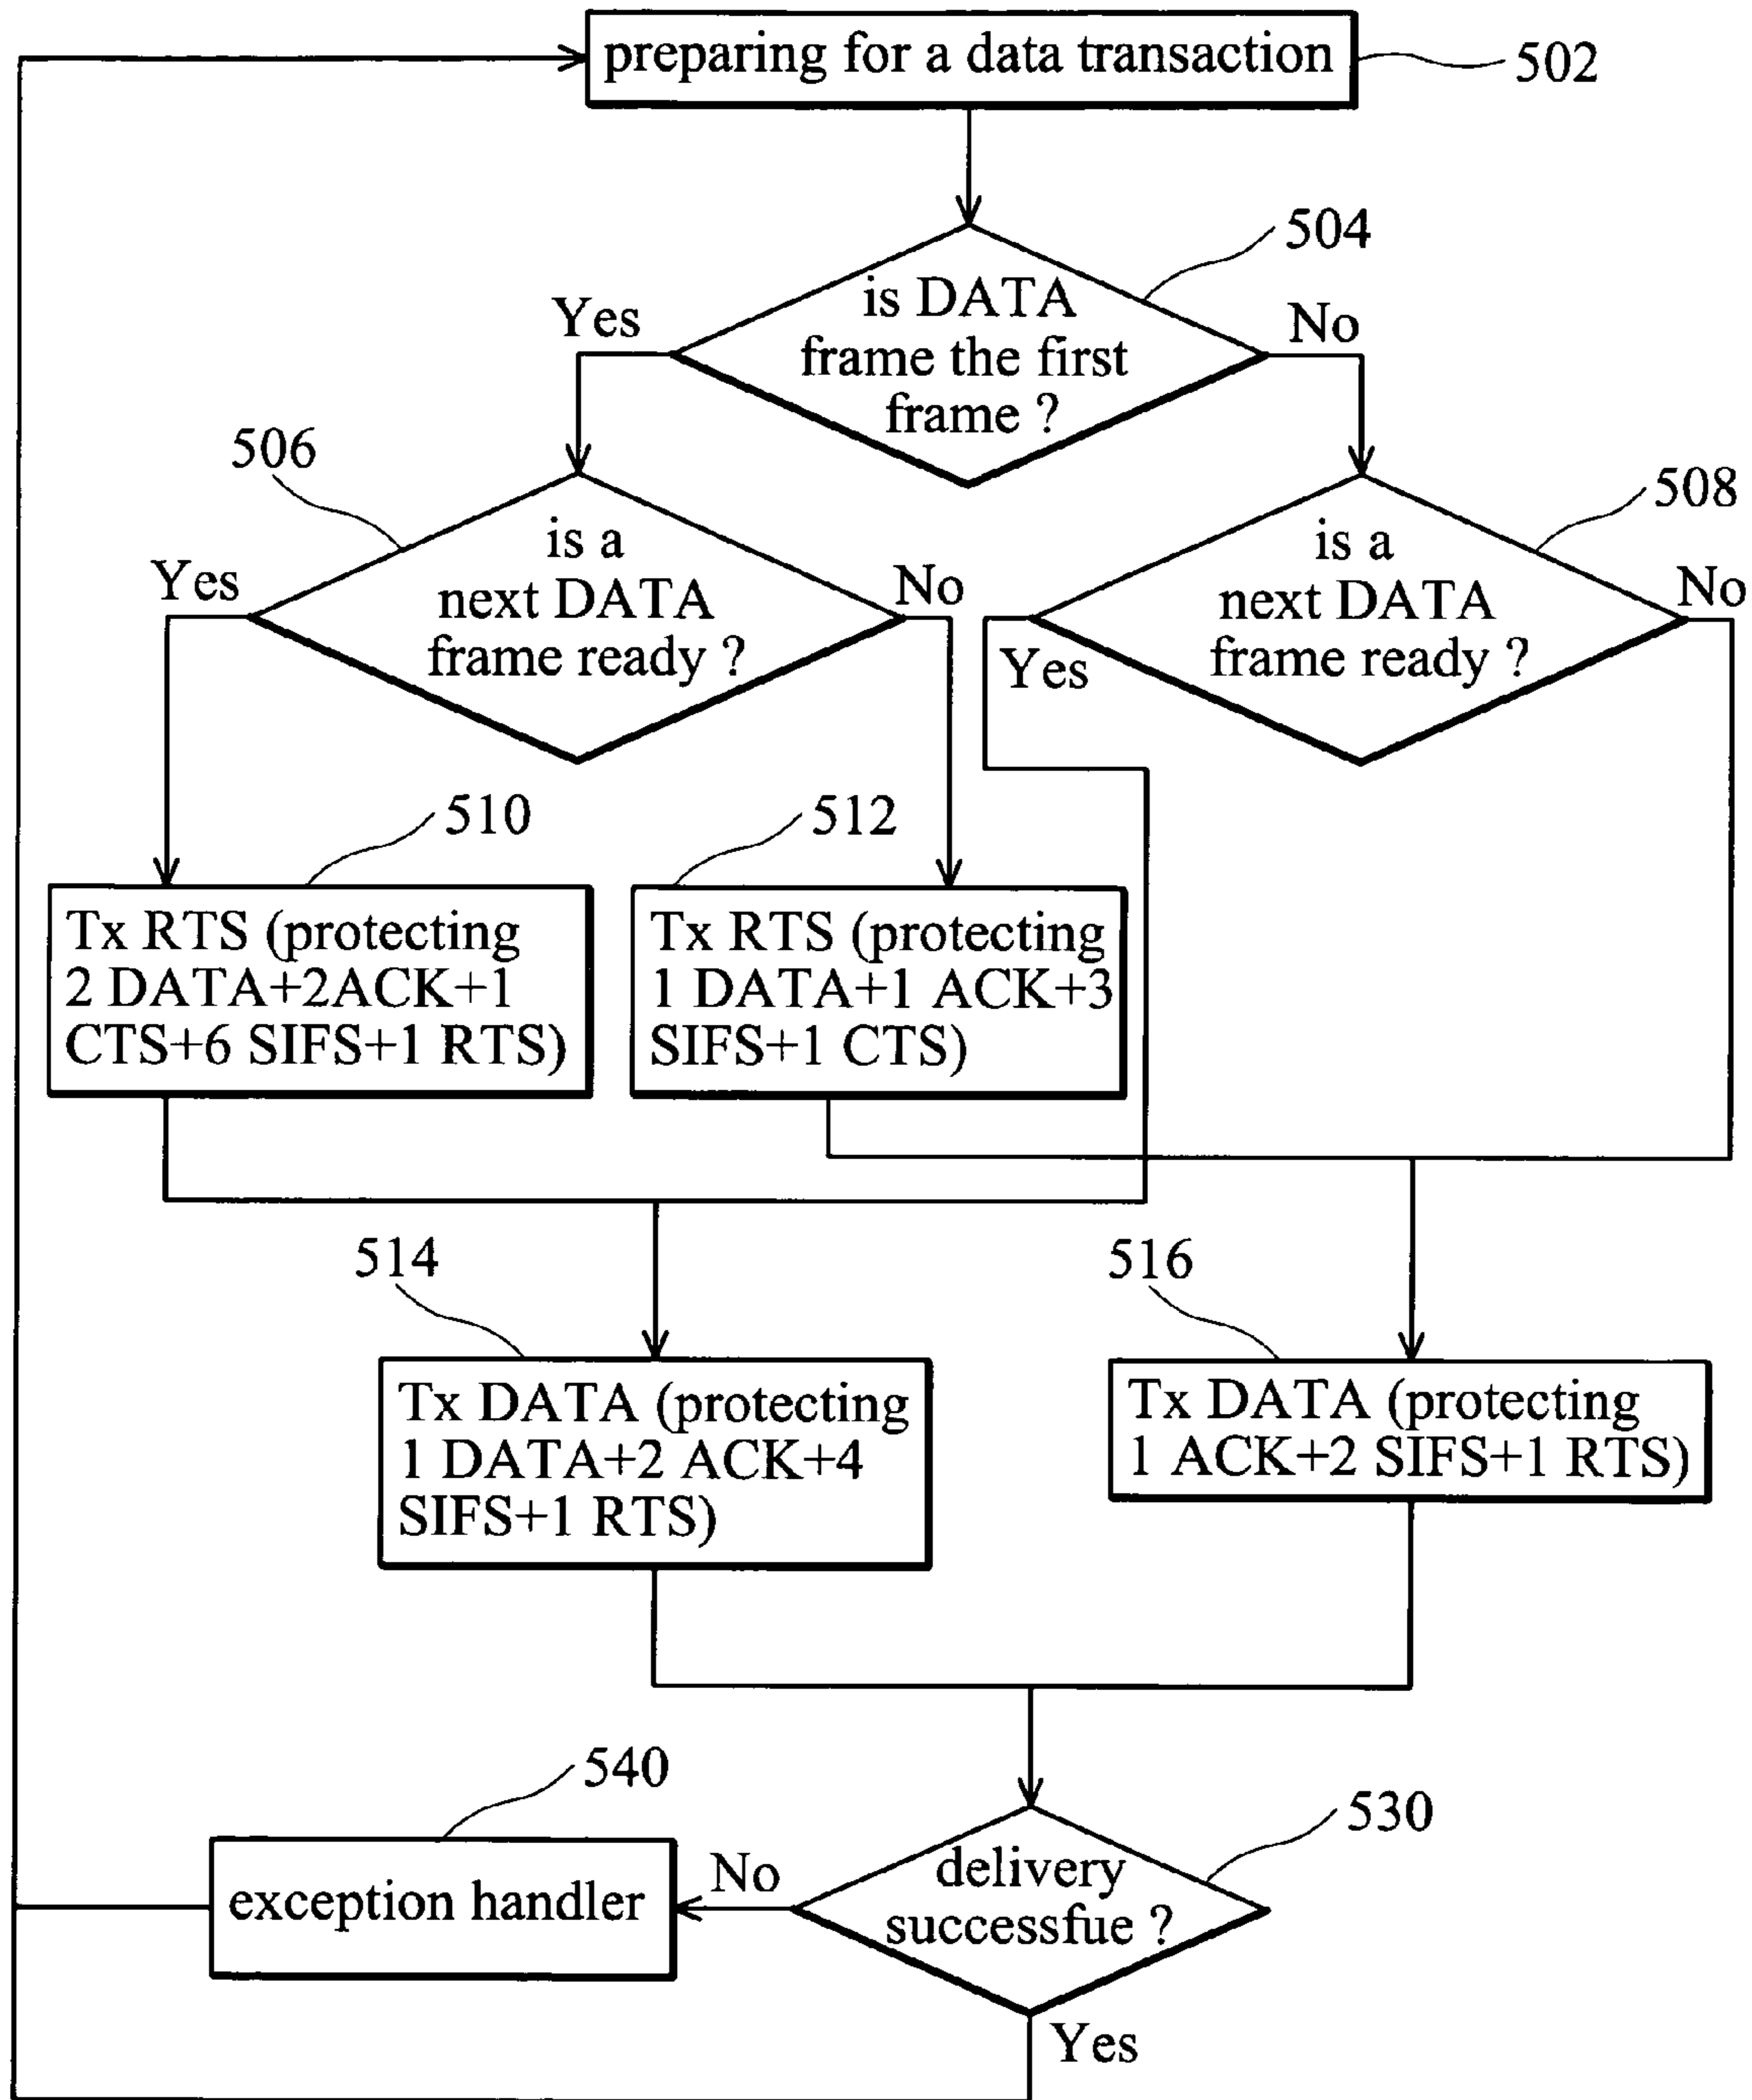 preparing for a data transaction
502
504
is DATA
frame the first
frame ?
Yes
No
506
is a
next DATA
frame ready ?
Yes
No
508
is a
next DATA
frame ready ?
Yes
No
510
Tx RTS (protecting
2 DATA+2ACK+1
CTS+6 SIFS+1 RTS)
512
Tx RTS (protecting
1 DATA+1 ACK+3
SIFS+1 CTS)
514
Tx DATA (protecting
1 DATA+2 ACK+4
SIFS+1 RTS)
516
Tx DATA (protecting
1 ACK+2 SIFS+1 RTS)
540
exception handler
No
530
delivery
successfue ?
Yes